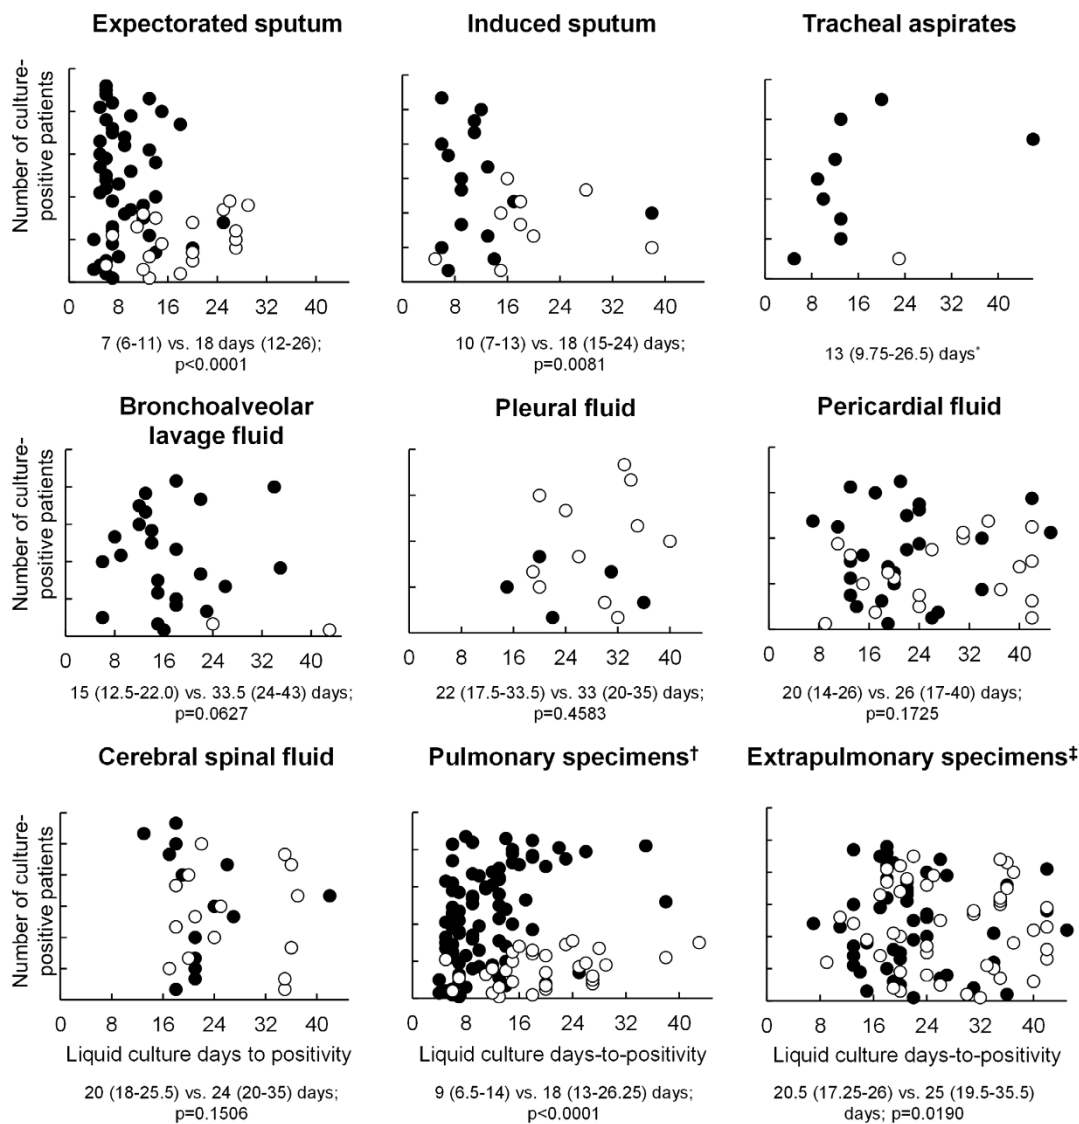 Expectorated sputum
Induced sputum
Tracheal aspirates
Number of culture-
positive patients
0 8 16 24 32 40
0 8 16 24 32 40
0 8 16 24 32 40
7 (6-11) vs. 18 days (12-26);
p<0.0001
10 (7-13) vs. 18 (15-24) days;
p=0.0081
13 (9.75-26.5) days*
Bronchoalveolar
lavage fluid
Pleural fluid
Pericardial fluid
Number of culture-
positive patients
0 8 16 24 32 40
0 8 16 24 32 40
0 8 16 24 32 40
15 (12.5-22.0) vs. 33.5 (24-43) days;
p=0.0627
22 (17.5-33.5) vs. 33 (20-35) days;
p=0.4583
20 (14-26) vs. 26 (17-40) days;
p=0.1725
Cerebral spinal fluid
Pulmonary specimens†
Extrapulmonary specimens‡
Number of culture-
positive patients
0 8 16 24 32 40
0 8 16 24 32 40
0 8 16 24 32 40
Liquid culture days to positivity
Liquid culture days-to-positivity
Liquid culture days-to-positivity
20 (18-25.5) vs. 24 (20-35) days;
p=0.1506
9 (6.5-14) vs. 18 (13-26.25) days;
p<0.0001
20.5 (17.25-26) vs. 25 (19.5-35.5)
days; p=0.0190